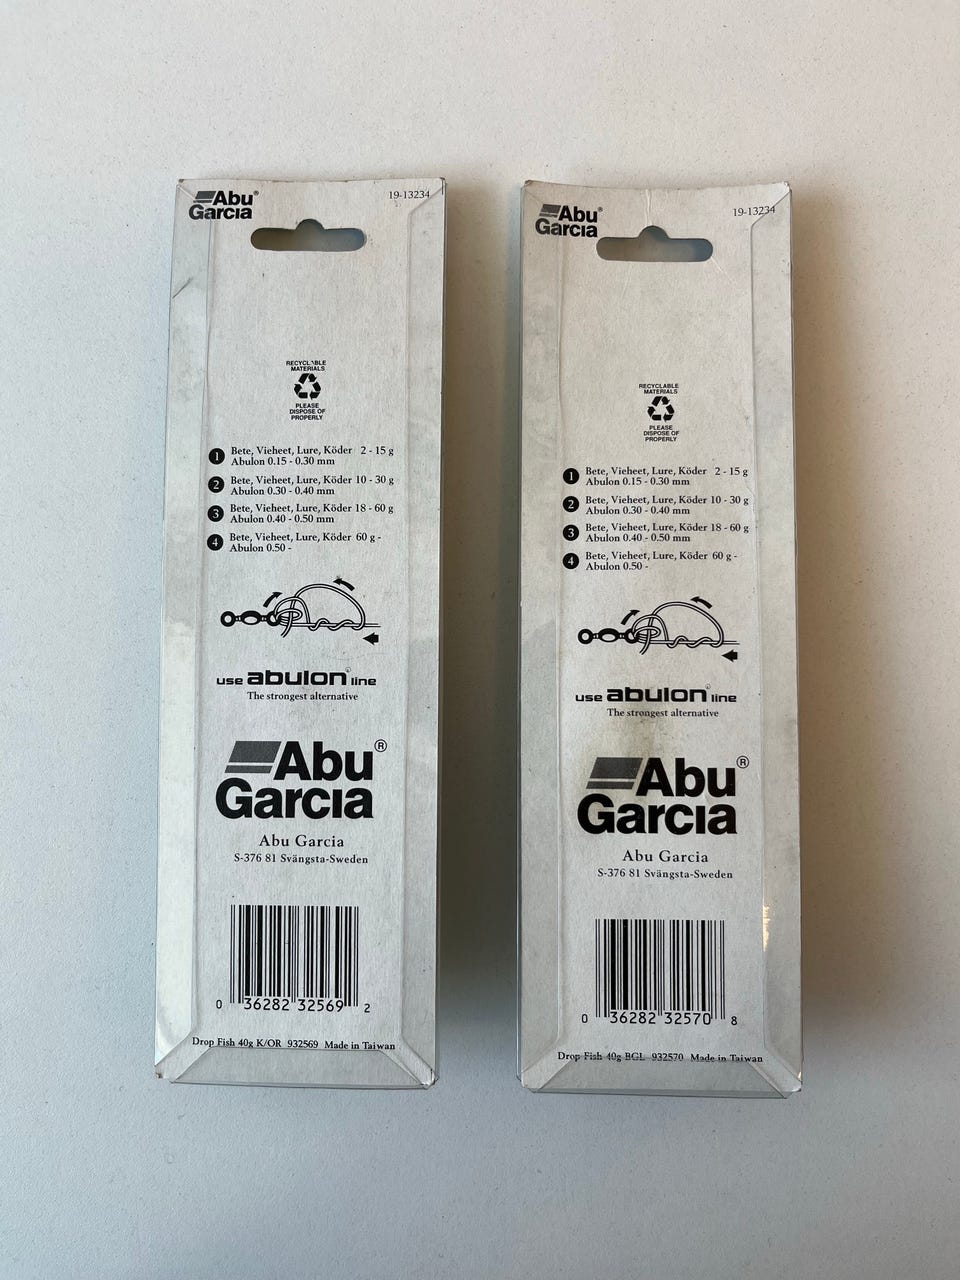 Abu®
Garcia
19-13234
RECYCLABLE
MATERIALS
PLEASE
DISPOSE OF
PROPERLY
1 Bete, Vieheet, Lure, Köder 2 - 15 g
Abulon 0.15 - 0.30 mm
2 Bete, Vieheet, Lure, Köder 10 - 30 g
Abulon 0.30 - 0.40 mm
3 Bete, Vieheet, Lure, Köder 18 - 60 g
Abulon 0.40 - 0.50 mm
4 Bete, Vieheet, Lure, Köder 60 g -
Abulon 0.50 -
use abulon® line
The strongest alternative
Abu®
Garcia
Abu Garcia
S-376 81 Svängsta-Sweden
0 36282 32569 2
Drop Fish 40g K/OR 932569 Made in Taiwan
Abu®
Garcia
19-13234
RECYCLABLE
MATERIALS
PLEASE
DISPOSE OF
PROPERLY
1 Bete, Vieheet, Lure, Köder 2 - 15 g
Abulon 0.15 - 0.30 mm
2 Bete, Vieheet, Lure, Köder 10 - 30 g
Abulon 0.30 - 0.40 mm
3 Bete, Vieheet, Lure, Köder 18 - 60 g
Abulon 0.40 - 0.50 mm
4 Bete, Vieheet, Lure, Köder 60 g -
Abulon 0.50 -
use abulon® line
The strongest alternative
Abu®
Garcia
Abu Garcia
S-376 81 Svängsta-Sweden
0 36282 32570 8
Drop Fish 40g BGL 932570 Made in Taiwan